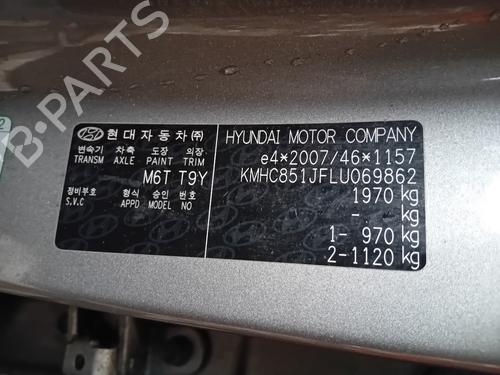 B-PARTS
현대자동차㈜
변속기 차축 도장 외장
TRANSM AXLE PAINT TRIM
M6T T9Y
정비부호 형식 승인 번호
S.V.C APPD MODEL NO
HYUNDAI MOTOR COMPANY
e4*2007/46*1157
KMHC851JFLU069862
1970 kg
- kg
1- 970 kg
2-1120 kg
2